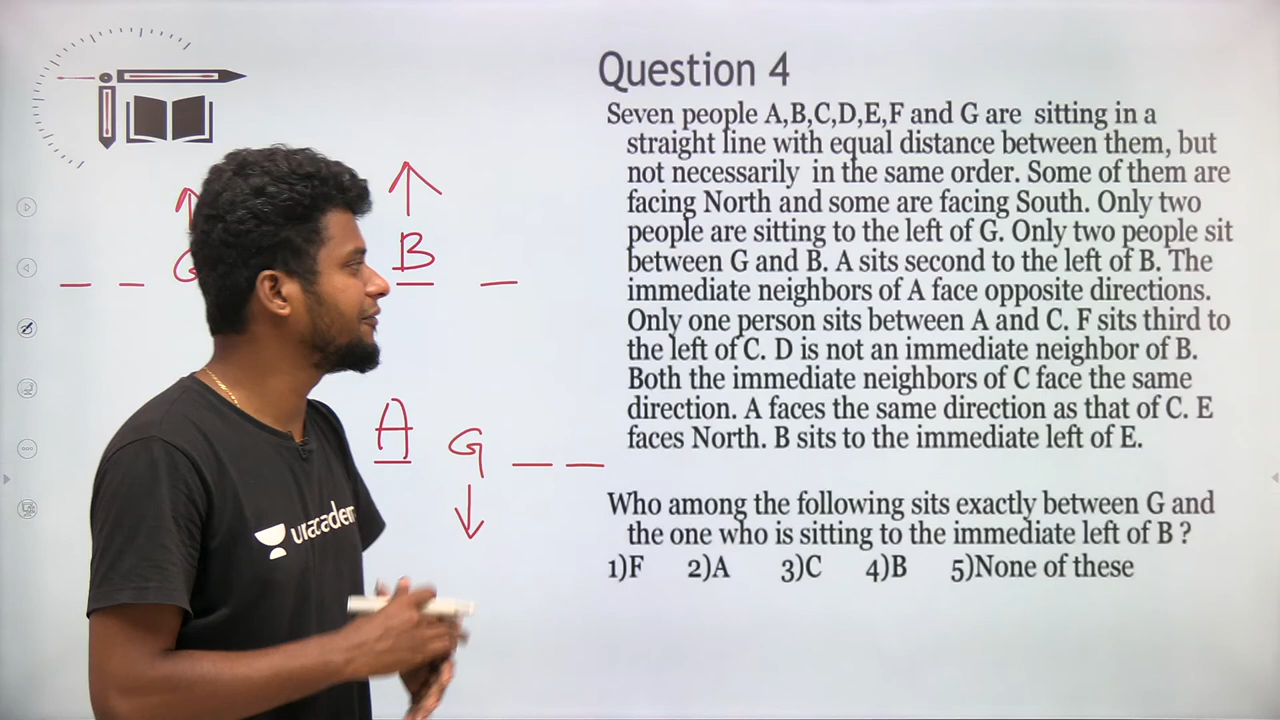 Question 4
Seven people A,B,C,D,E,F and G are sitting in a
straight line with equal distance between them, but
not necessarily in the same order. Some of them are
facing North and some are facing South. Only two
people are sitting to the left of G. Only two people sit
between G and B. A sits second to the left of B. The
immediate neighbors of A face opposite directions.
Only one person sits between A and C. F sits third to
the left of C. D is not an immediate neighbor of B.
Both the immediate neighbors of C face the same
direction. A faces the same direction as that of C. E
faces North. B sits to the immediate left of E.
Who among the following sits exactly between G and
the one who is sitting to the immediate left of B ?
1)F 2)A 3)C 4)B 5)None of these
B
A G